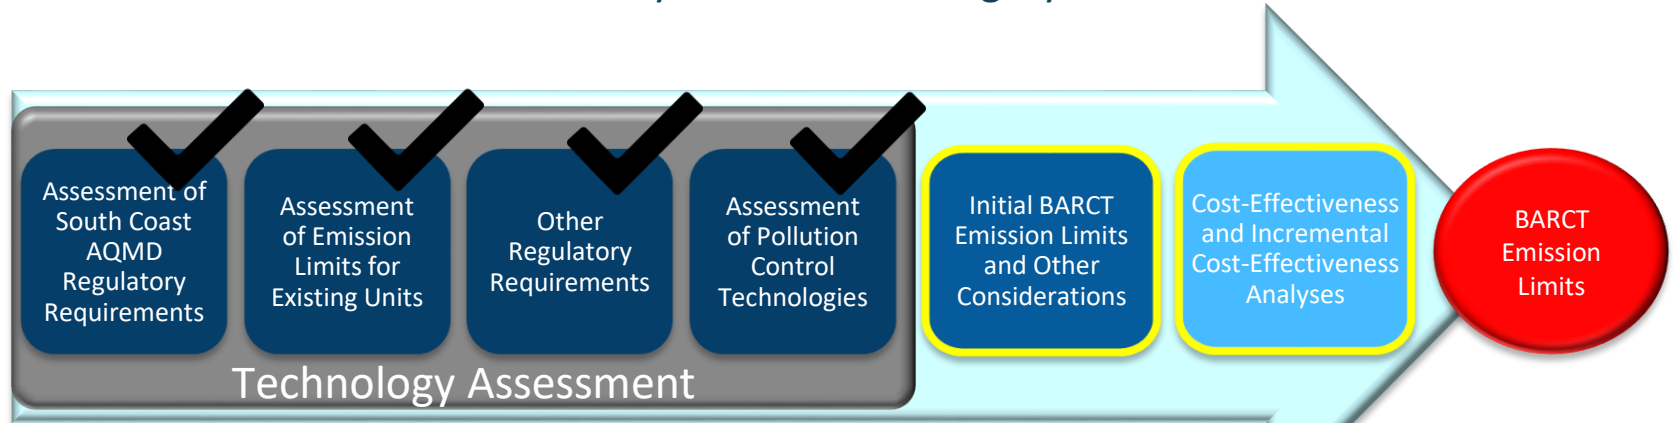 Assessment of
South Coast
AQMD
Regulatory
Requirements
Assessment
of Emission
Limits for
Existing Units
Other
Regulatory
Requirements
Assessment
of Pollution
Control
Technologies
Initial BARCT
Emission Limits
and Other
Considerations
Cost-Effectiveness
and Incremental
Cost-Effectiveness
Analyses
BARCT
Emission
Limits
Technology Assessment